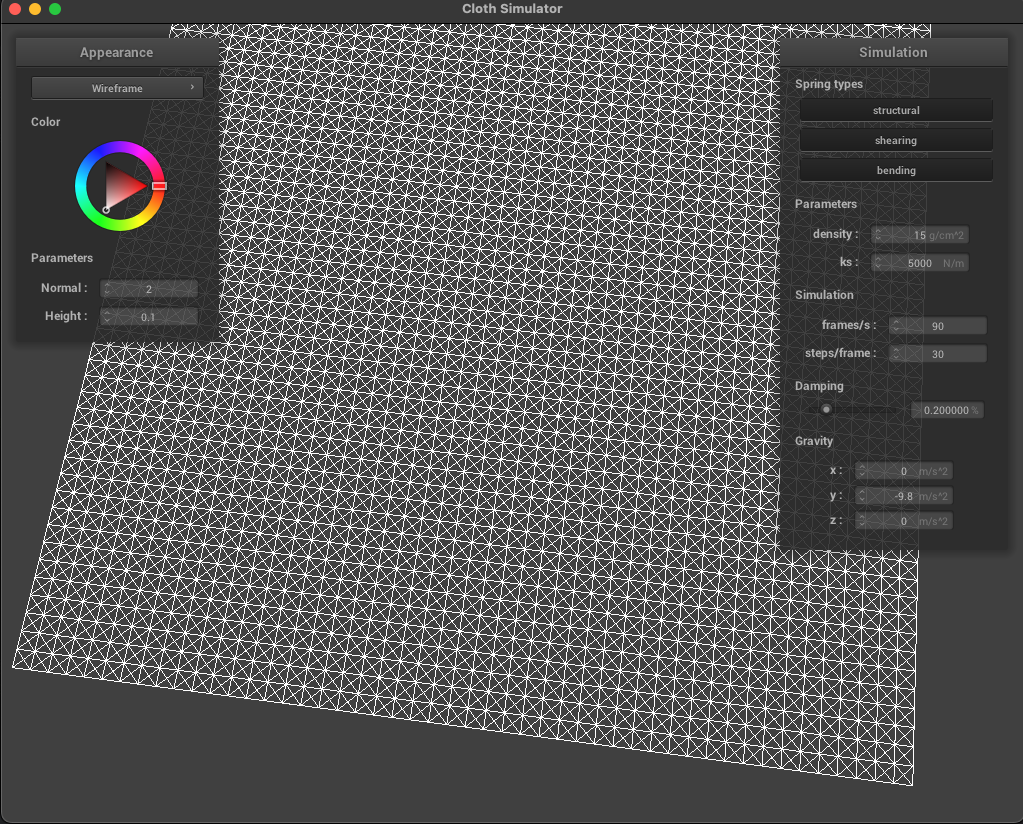 Cloth Simulator
Appearance
Wireframe
Color
Parameters
Normal : 2
Height : 0.1
Simulation
Spring types
structural
shearing
bending
Parameters
density : 15 g/cm^2
ks : 5000 N/m
Simulation
frames/s : 90
steps/frame : 30
Damping
0.200000 %
Gravity
x : 0 m/s^2
y : -9.8 m/s^2
z : 0 m/s^2